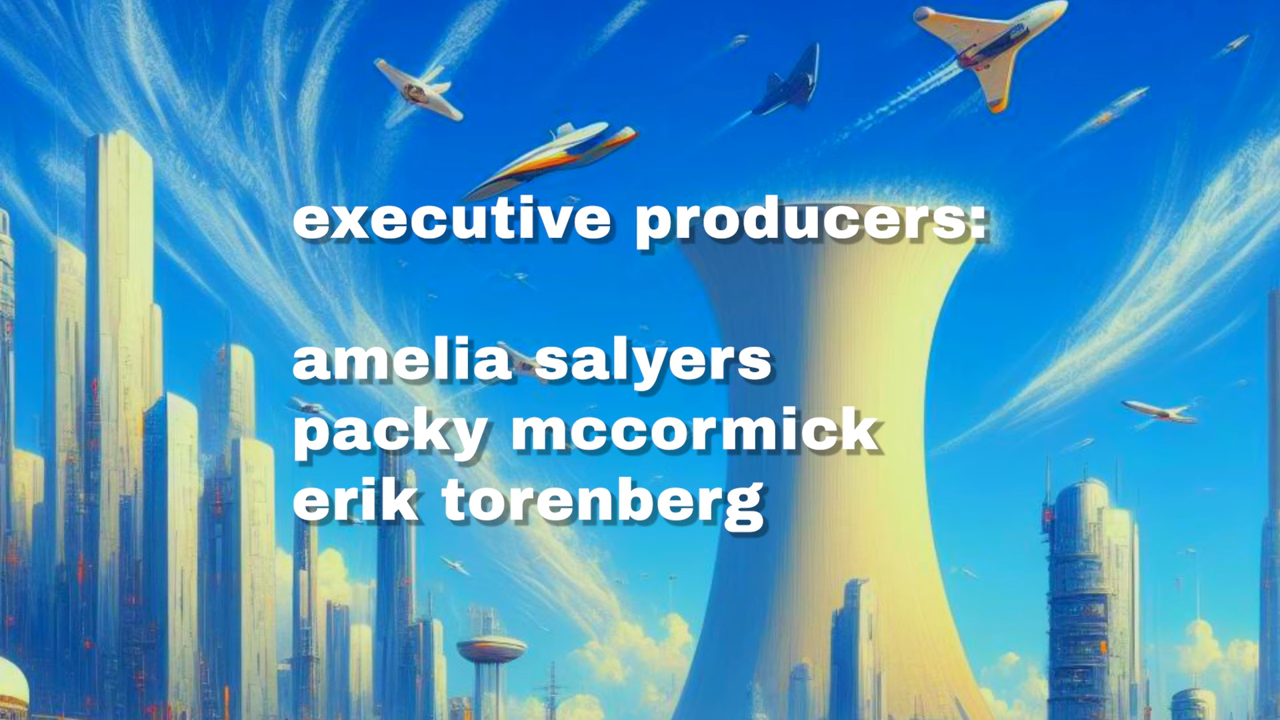 executive producers:
amelia salyers
packy mccormick
erik torenberg